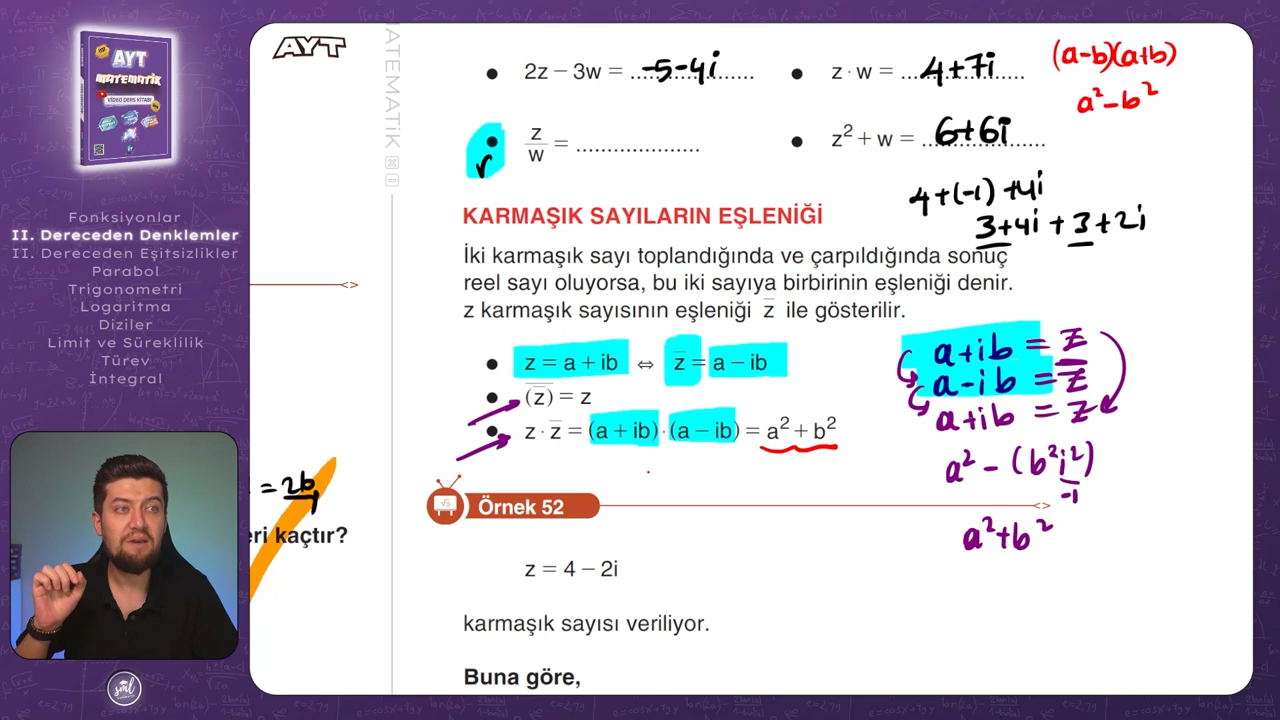 AYT
MATEMATİK
VİDEO DERS KİTABI
Fonksiyonlar
II. Dereceden Denklemler
II. Dereceden Eşitsizlikler
Parabol
Trigonometri
Logaritma
Diziler
Limit ve Süreklilik
Türev
İntegral
sml
= 2b
eri kaçtır?
AYT
ATEMATİK
2z – 3w = -5-4i
z · w = 4+7i
(a-b)(a+b)
a² - b²
z/w = ..............................
z² + w = 6+6i
4+(-1)+4i
3+4i + 3+2i
KARMAŞIK SAYILARIN EŞLENİĞİ
İki karmaşık sayı toplandığında ve çarpıldığında sonuç
reel sayı oluyorsa, bu iki sayıya birbirinin eşleniği denir.
z karmaşık sayısının eşleniği z̅ ile gösterilir.
z = a + ib ⇔ z̅ = a – ib
(z̿) = z
z · z̅ = (a + ib)·(a – ib) = a² + b²
a+ib = z
a-ib = z̅
a+ib = z
a² - (b²i²)
-1
a²+b²
Örnek 52
z = 4 – 2i
karmaşık sayısı veriliyor.
Buna göre,